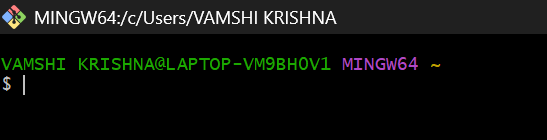 MINGW64:/c/Users/VAMSHI KRISHNA
VAMSHI KRISHNA@LAPTOP-VM9BH0V1 MINGW64 ~
$